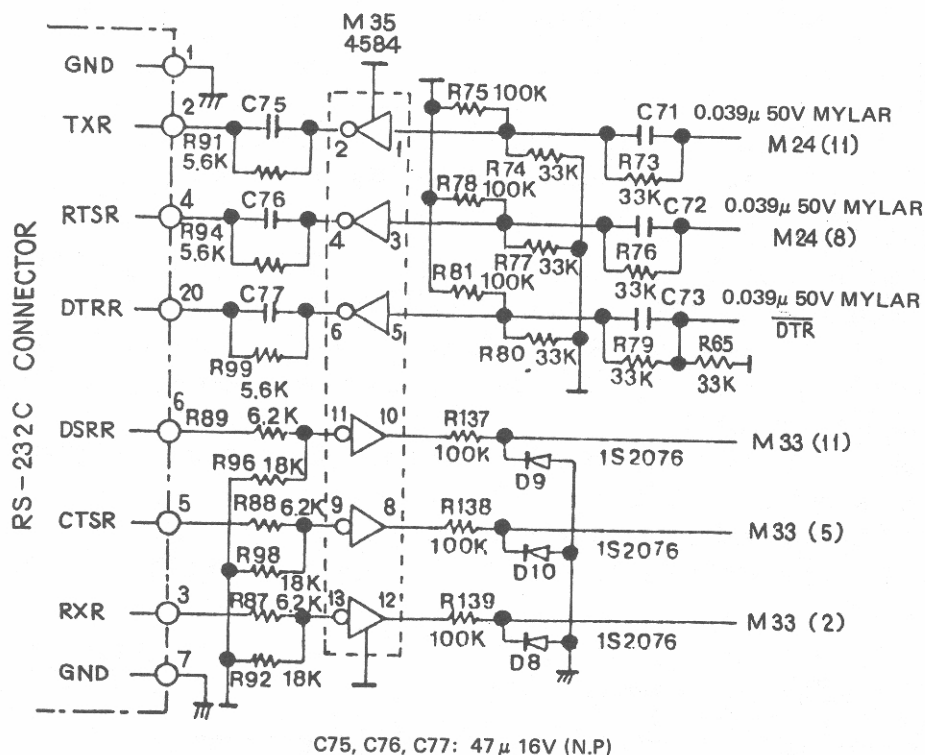 M 35
4584
GND
1
R75 100K
C75
C71
0.039μ 50V MYLAR
TXR
2
2
1
M24 (11)
R91
5.6K
R74
33K
R73
33K
R78
100K
RTSR
4
C76
C72
0.039μ 50V MYLAR
4
3
M24 (8)
R94
5.6K
R77
33K
R76
33K
R81
100K
DTRR
20
C77
C73
0.039μ 50V MYLAR
6
5
DTR
R99
5.6K
R80
33K
R79
33K
R65
33K
RS-232C CONNECTOR
DSRR
6
R89
6.2K
11
10
R137
100K
M33 (11)
1S2076
D9
R96
18K
CTSR
5
R88
6.2K
9
8
R138
100K
M33 (5)
1S2076
D10
R98
18K
RXR
3
R87
6.2K
13
12
R139
100K
M33 (2)
1S2076
D8
R92
18K
GND
7
C75, C76, C77: 47μ 16V (N.P)